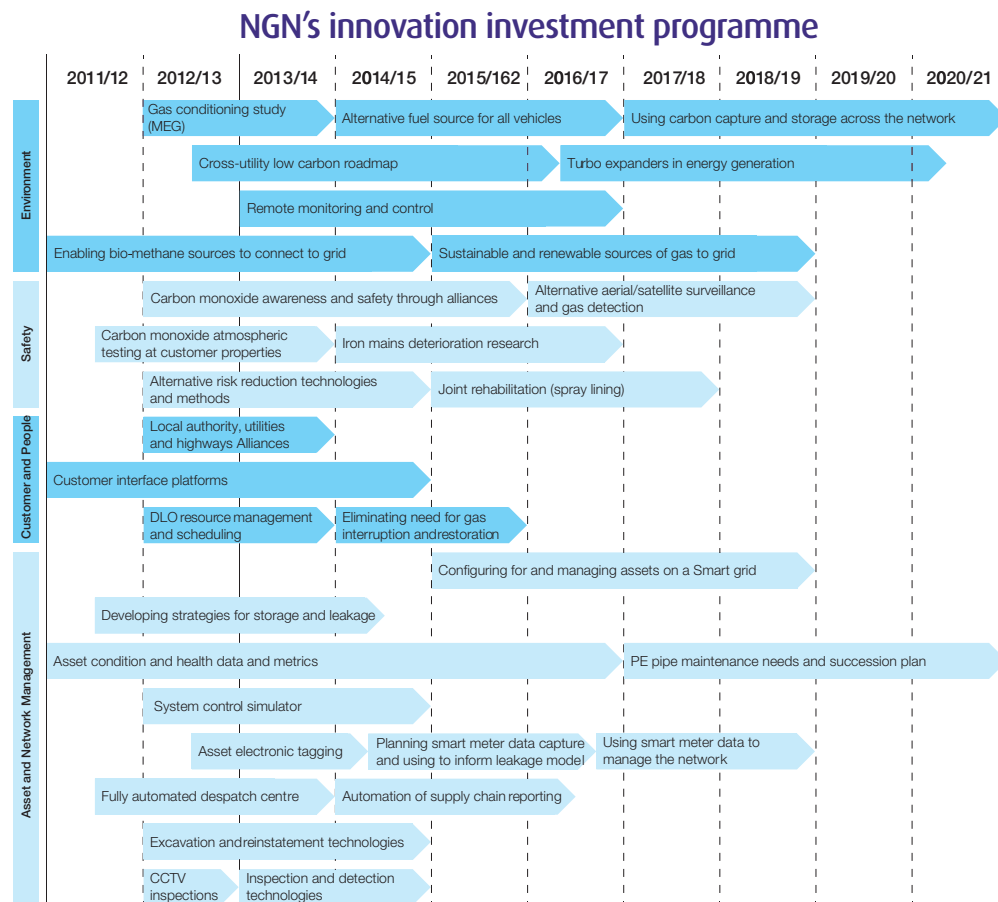 NGN's innovation investment programme
2011/12 2012/13 2013/14 2014/15 2015/162 2016/17 2017/18 2018/19 2019/20 2020/21
Environment
Gas conditioning study
(MEG)
Alternative fuel source for all vehicles
Using carbon capture and storage across the network
Cross-utility low carbon roadmap
Turbo expanders in energy generation
Remote monitoring and control
Enabling bio-methane sources to connect to grid
Sustainable and renewable sources of gas to grid
Safety
Carbon monoxide awareness and safety through alliances
Alternative aerial/satellite surveillance
and gas detection
Carbon monoxide atmospheric
testing at customer properties
Iron mains deterioration research
Alternative risk reduction technologies
and methods
Joint rehabilitation (spray lining)
Customer and People
Local authority, utilities
and highways Alliances
Customer interface platforms
DLO resource management
and scheduling
Eliminating need for gas
interruption andrestoration
Asset and Network Management
Configuring for and managing assets on a Smart grid
Developing strategies for storage and leakage
Asset condition and health data and metrics
PE pipe maintenance needs and succession plan
System control simulator
Asset electronic tagging
Planning smart meter data capture
and using to inform leakage model
Using smart meter data to
manage the network
Fully automated despatch centre
Automation of supply chain reporting
Excavation andreinstatement technologies
CCTV
inspections
Inspection and detection
technologies